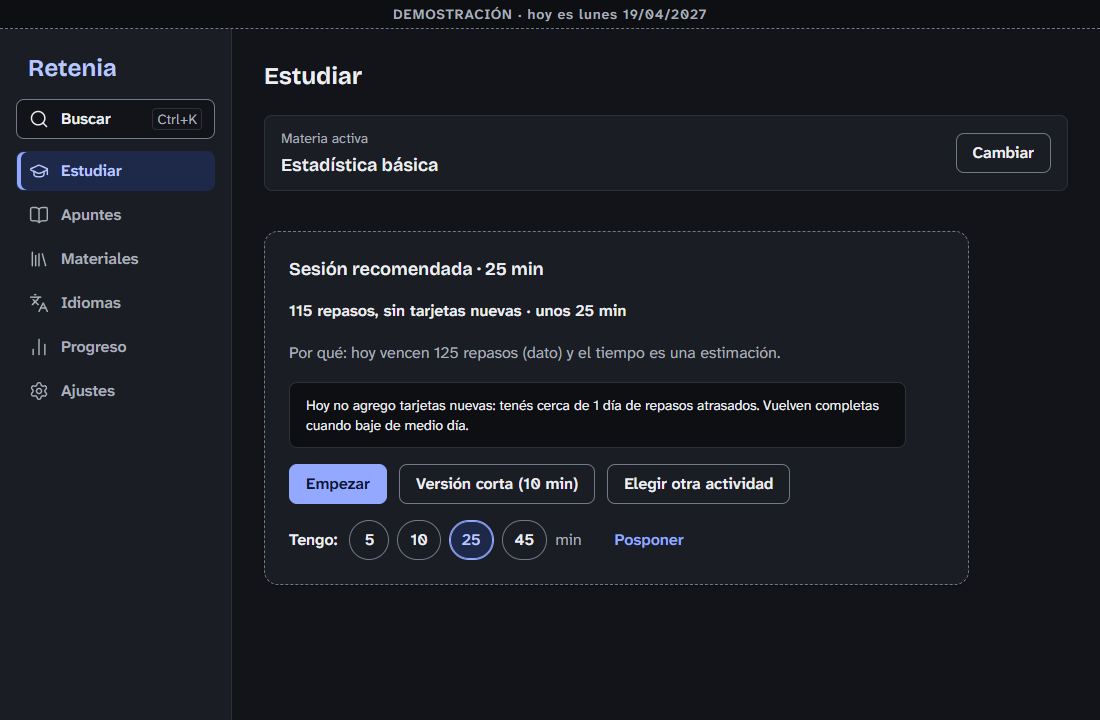 DEMOSTRACIÓN · hoy es lunes 19/04/2027
Retenia
Buscar Ctrl+K
Estudiar
Apuntes
Materiales
Idiomas
Progreso
Ajustes
Estudiar
Materia activa
Estadística básica
Cambiar
Sesión recomendada · 25 min
115 repasos, sin tarjetas nuevas · unos 25 min
Por qué: hoy vencen 125 repasos (dato) y el tiempo es una estimación.
Hoy no agrego tarjetas nuevas: tenés cerca de 1 día de repasos atrasados. Vuelven completas
cuando baje de medio día.
Empezar Versión corta (10 min) Elegir otra actividad
Tengo: 5 10 25 45 min Posponer